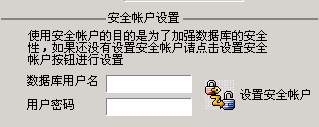 安全帐户设置
使用安全帐户的目的是为了加强数据库的安全
性,如果还没有设置安全帐户请点击设置安全
帐户按钮进行设置
数据库用户名
设置安全帐户
用户密码